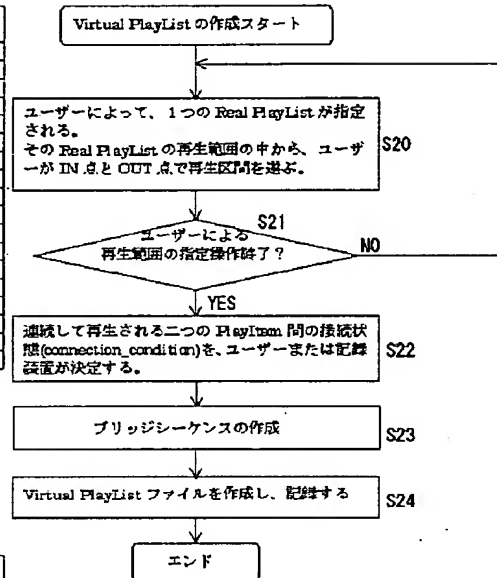 Virtual PlayList の作成スタート
ユーザーによって、1つの Real PlayList が指定
される。
その Real PlayList の再生範囲の中から、ユーザ
ーが IN 点と OUT 点で再生区間を選ぶ。
S20
S21
ユーザーによる
再生範囲の指定操作終了？
NO
YES
連続して再生される二つの PlayItem 間の接続状
態(connection_condition)を、ユーザーまたは記録
装置が決定する。
S22
ブリッジシーケンスの作成
S23
Virtual PlayList ファイルを作成し、記録する
S24
エンド